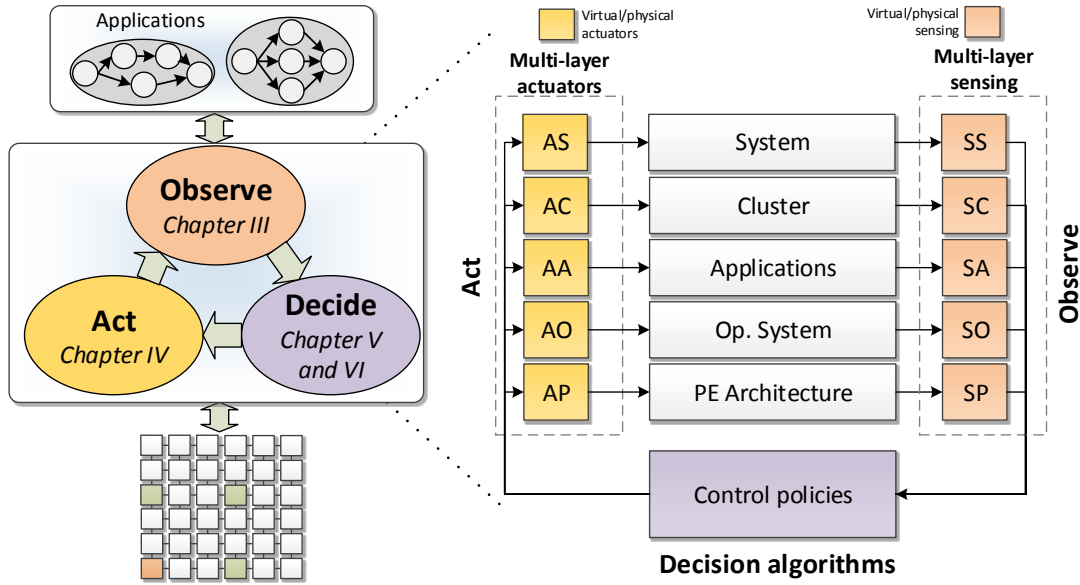 Applications
Observe
Chapter III
Act
Chapter IV
Decide
Chapter V
and VI
Virtual/physical
actuators
Multi-layer
actuators
Virtual/physical
sensing
Multi-layer
sensing
Act
AS
System
SS
AC
Cluster
SC
AA
Applications
SA
AO
Op. System
SO
AP
PE Architecture
SP
Observe
Control policies
Decision algorithms